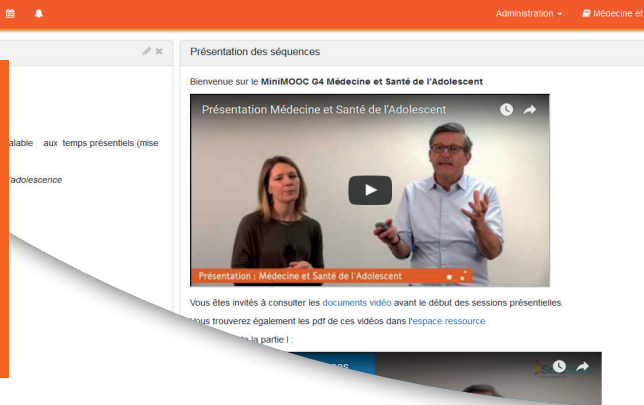 Administration
Médecine et
Présentation des séquences
Bienvenue sur le MiniMOOC G4 Médecine et Santé de l'Adolescent
Présentation Médecine et Santé de l'Adolescent
alable aux temps présentiels (mise
l'adolescence
Présentation : Médecine et Santé de l'Adolescent
Vous êtes invités à consulter les documents vidéo avant le début des sessions présentielles.
Vous trouverez également les pdf de ces vidéos dans l'espace ressource
de la partie I :